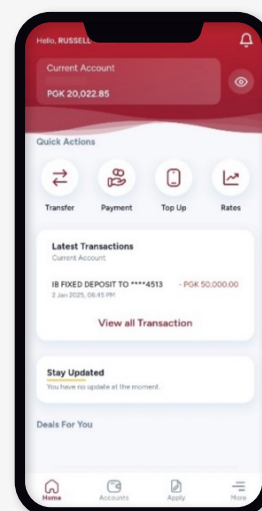 Hello, RUSSELL
Current Account
PGK 20,022.85
Quick Actions
Transfer
Payment
Top Up
Rates
Latest Transactions
Current Account
IB FIXED DEPOSIT TO ****4513 - PGK 50,000.00
2 Jan 2025, 06:45 PM
View all Transaction
Stay Updated
You have no update at the moment.
Deals For You
Home
Accounts
Apply
More